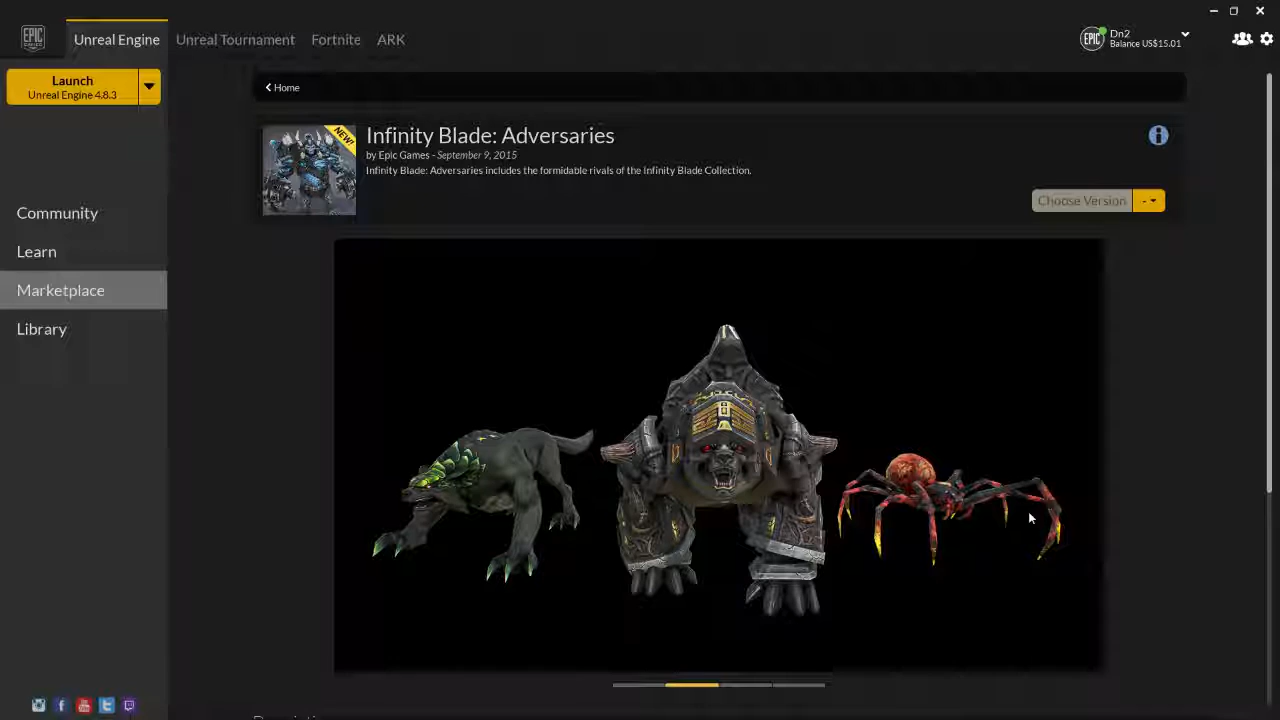 EPIC GAMES
Unreal Engine
Unreal Tournament
Fortnite
ARK
EPIC
Dn2
Balance US$15.01
Launch
Unreal Engine 4.8.3
Home
NEW!
Infinity Blade: Adversaries
by Epic Games - September 9, 2015
Infinity Blade: Adversaries includes the formidable rivals of the Infinity Blade Collection.
Choose Version
-
Community
Learn
Marketplace
Library